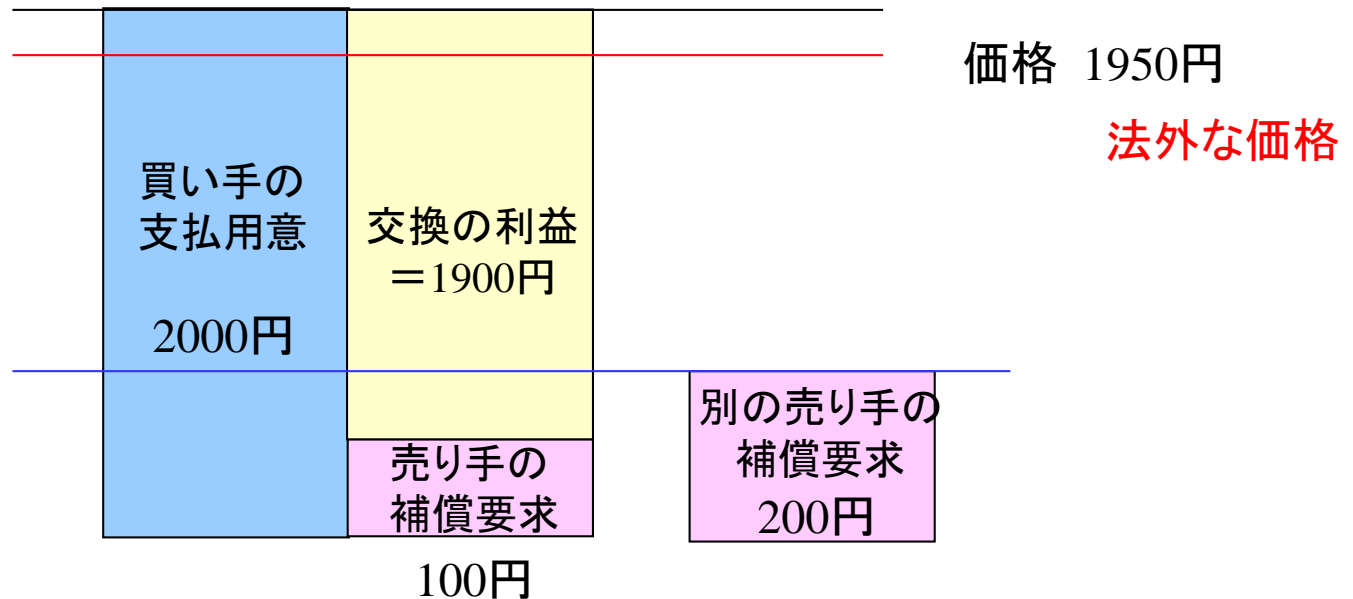 価格 1950円
法外な価格
買い手の
支払用意
2000円
交換の利益
＝1900円
売り手の
補償要求
100円
別の売り手の
補償要求
200円